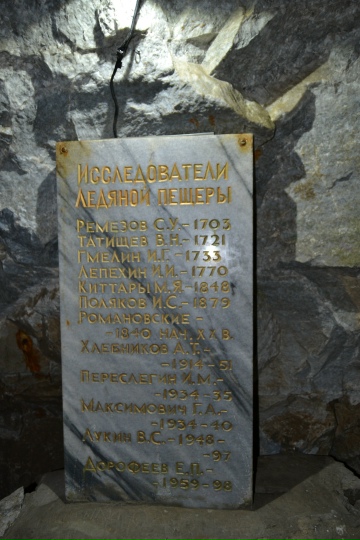 Исследователи
Ледяной пещеры
Ремезов С.У.-1703
Татищев В.Н.-1721
Гмелин И.Г.-1733
Лепехин И.И.-1770
Киттары М.Я-1848
Поляков И.С-1879
Романовские-
-1840, нач. XX в.
Хлебников А.Т.-
-1914-51
Переслегин И.М.-
-1934-35
Максимович Г.А.-
-1934-40
Лукин В.С.-1948-
-97
Дорофеев Е.П.-
-1959-98